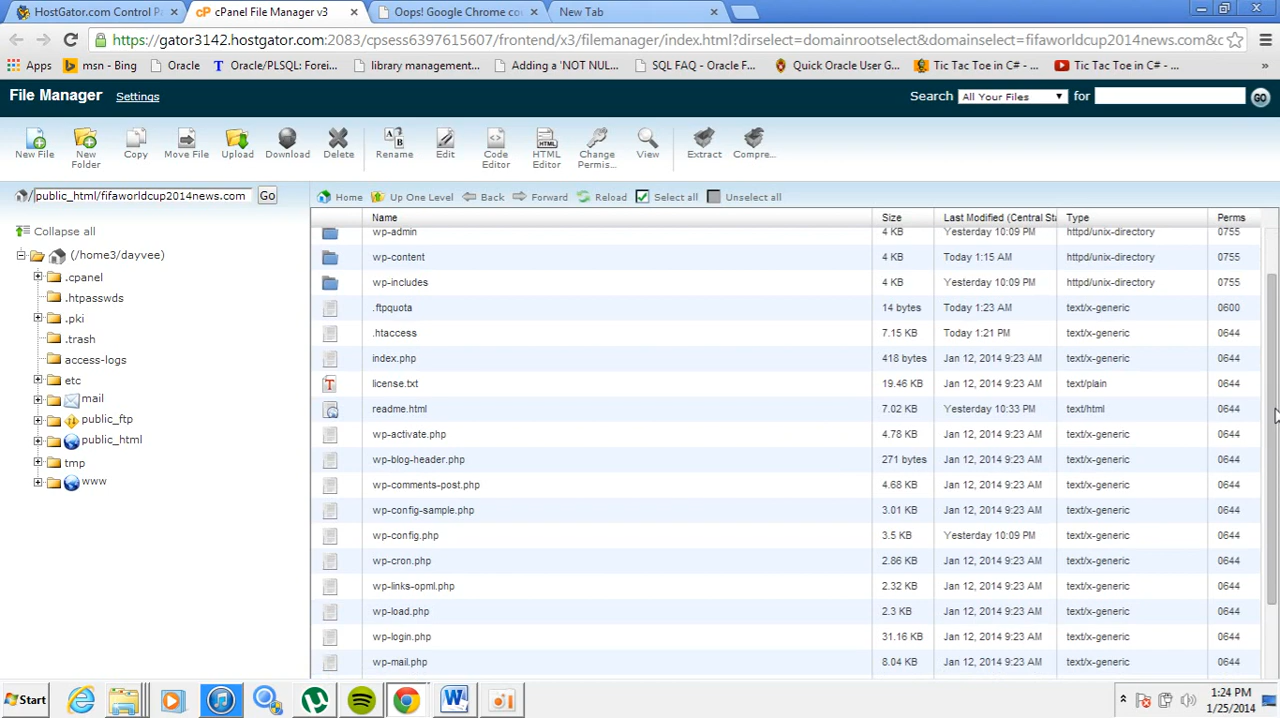 HostGator.com Control P
cPanel File Manager v3
Oops! Google Chrome co
New Tab
https://gator3142.hostgator.com:2083/cpsess6397615607/frontend/x3/filemanager/index.html?dirselect=domainrootselect&domainselect=fifaworldcup2014news.com&c
Apps
msn - Bing
Oracle
Oracle/PLSQL: Forei...
library management...
Adding a 'NOT NUL...
SQL FAQ - Oracle F...
Quick Oracle User G...
Tic Tac Toe in C# - ...
Tic Tac Toe in C# - ...
»
File Manager
Settings
Search
All Your Files
for
GO
New File
New Folder
Copy
Move File
Upload
Download
Delete
Rename
Edit
Code Editor
HTML Editor
Change Permis...
View
Extract
Compre...
/public_html/fifaworldcup2014news.com
Go
Home
Up One Level
Back
Forward
Reload
Select all
Unselect all
Collapse all
(/home3/dayvee)
.cpanel
.htpasswds
.pki
.trash
access-logs
etc
mail
public_ftp
public_html
tmp
www
Name Size Last Modified (Central Sta Type Perms
wp-admin 4 KB Yesterday 10:09 PM httpd/unix-directory 0755
wp-content 4 KB Today 1:15 AM httpd/unix-directory 0755
wp-includes 4 KB Yesterday 10:09 PM httpd/unix-directory 0755
.ftpquota 14 bytes Today 1:23 AM text/x-generic 0600
.htaccess 7.15 KB Today 1:21 PM text/x-generic 0644
index.php 418 bytes Jan 12, 2014 9:23 AM text/x-generic 0644
license.txt 19.46 KB Jan 12, 2014 9:23 AM text/plain 0644
readme.html 7.02 KB Yesterday 10:33 PM text/html 0644
wp-activate.php 4.78 KB Jan 12, 2014 9:23 AM text/x-generic 0644
wp-blog-header.php 271 bytes Jan 12, 2014 9:23 AM text/x-generic 0644
wp-comments-post.php 4.68 KB Jan 12, 2014 9:23 AM text/x-generic 0644
wp-config-sample.php 3.01 KB Jan 12, 2014 9:23 AM text/x-generic 0644
wp-config.php 3.5 KB Yesterday 10:09 PM text/x-generic 0644
wp-cron.php 2.86 KB Jan 12, 2014 9:23 AM text/x-generic 0644
wp-links-opml.php 2.32 KB Jan 12, 2014 9:23 AM text/x-generic 0644
wp-load.php 2.3 KB Jan 12, 2014 9:23 AM text/x-generic 0644
wp-login.php 31.16 KB Jan 12, 2014 9:23 AM text/x-generic 0644
wp-mail.php 8.04 KB Jan 12, 2014 9:23 AM text/x-generic 0644
Start
1:24 PM
1/25/2014